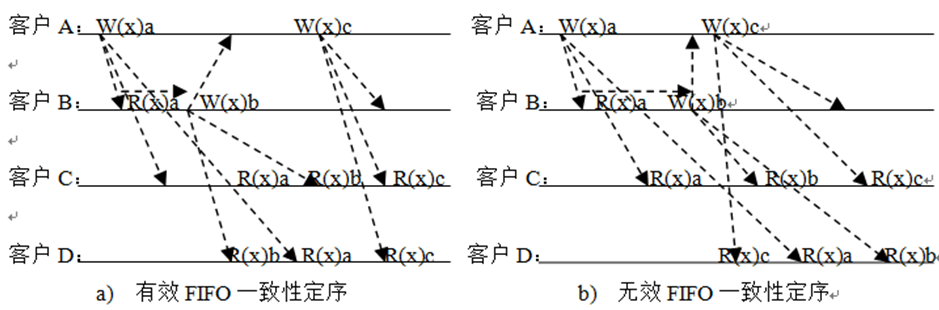 客户 A： W(x)a W(x)c 客户 A： W(x)a W(x)c↵
↵ ↵
客户 B： R(x)a W(x)b 客户 B： R(x)a W(x)b↵
↵ ↵
客户 C： R(x)a R(x)b R(x)c 客户 C： R(x)a R(x)b R(x)c↵
↵ ↵
客户 D： R(x)b R(x)a R(x)c 客户 D： R(x)c R(x)a R(x)b↵
a) 有效 FIFO 一致性定序 b) 无效 FIFO 一致性定序↵